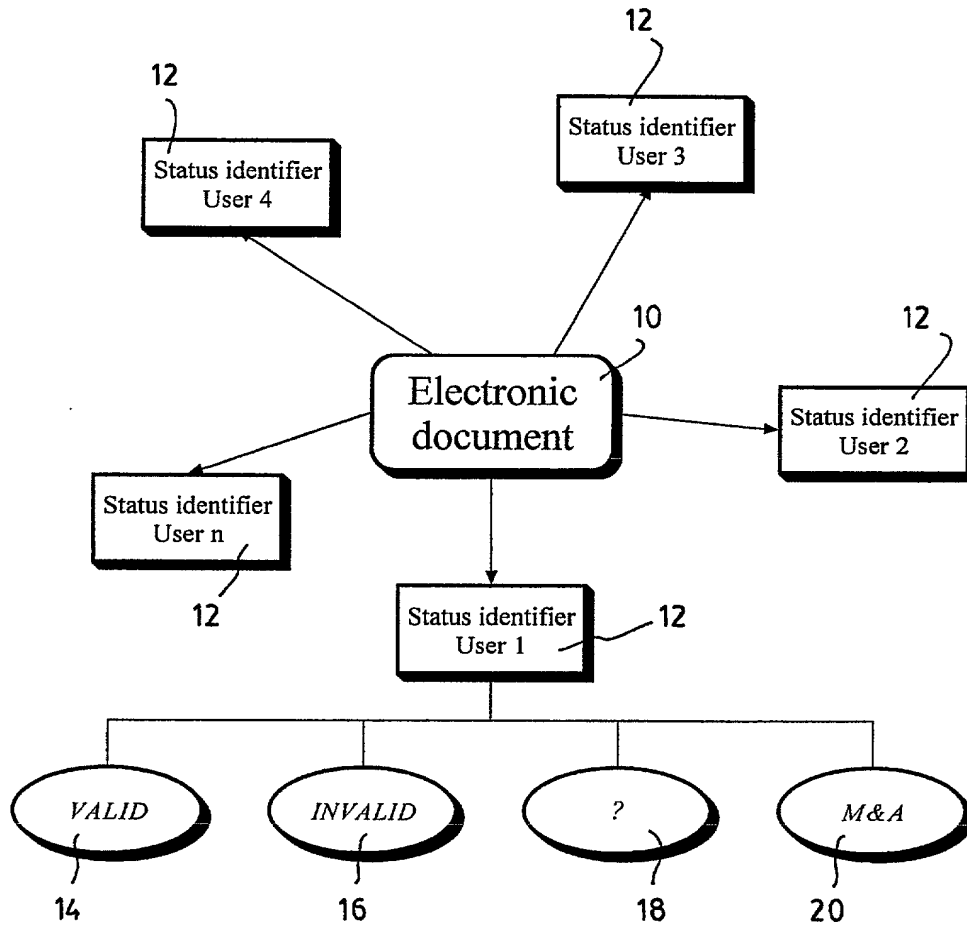 12
Status identifier
User 3
12
Status identifier
User 4
10
Electronic
document
12
Status identifier
User 2
Status identifier
User n
12
Status identifier
User 1
12
VALID
INVALID
?
M&A
14
16
18
20